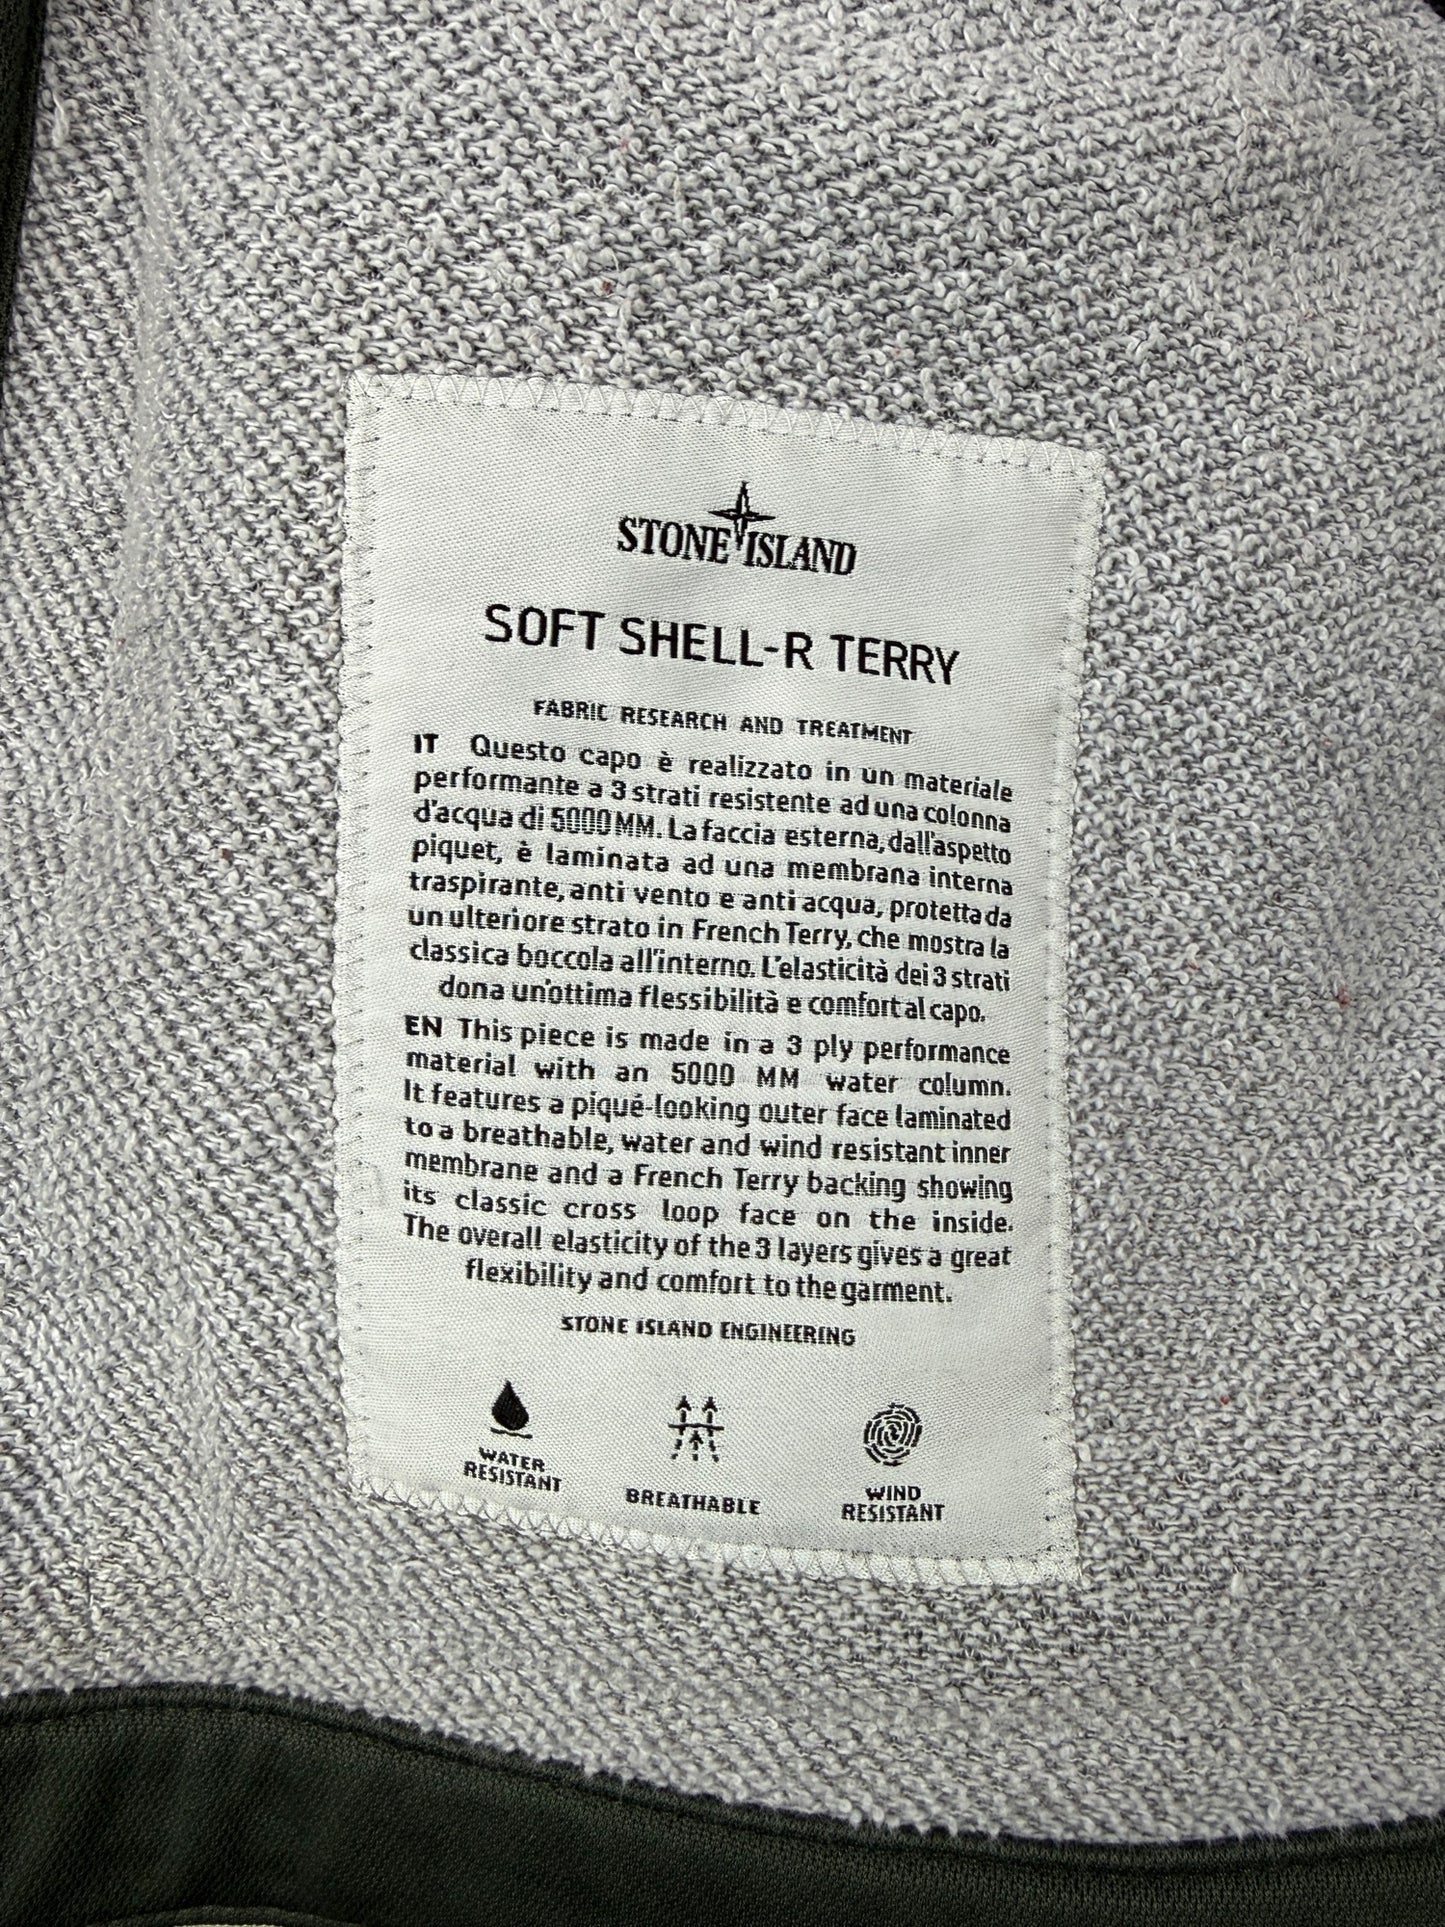 STONE ISLAND
SOFT SHELL-R TERRY
FABRIC RESEARCH AND TREATMENT
IT Questo capo è realizzato in un materiale
performante a 3 strati resistente ad una colonna
d'acqua di 5000 MM. La faccia esterna, dall'aspetto
piquet, è laminata ad una membrana interna
traspirante, anti vento e anti acqua, protetta da
un ulteriore strato in French Terry, che mostra la
classica boccola all'interno. L'elasticità dei 3 strati
dona un'ottima flessibilità e comfort al capo.
EN This piece is made in a 3 ply performance
material with an 5000 MM water column.
It features a piqué-looking outer face laminated
to a breathable, water and wind resistant inner
membrane and a French Terry backing showing
its classic cross loop face on the inside.
The overall elasticity of the 3 layers gives a great
flexibility and comfort to the garment.
STONE ISLAND ENGINEERING
WATER
RESISTANT
BREATHABLE
WIND
RESISTANT